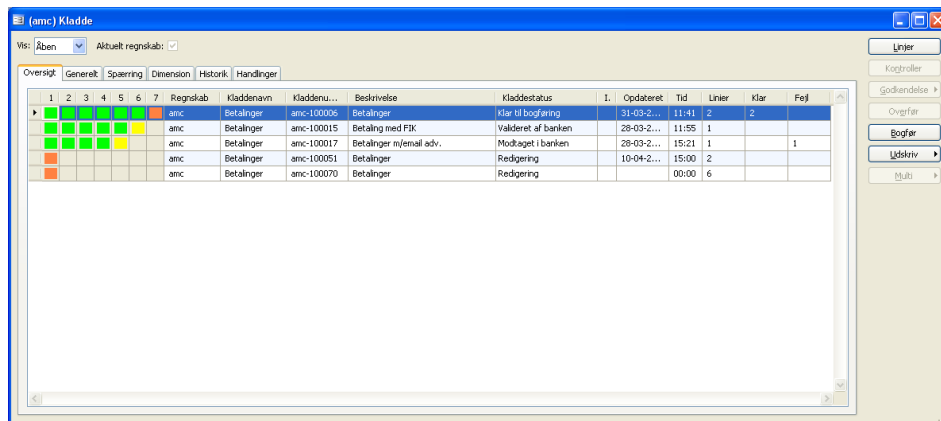 (amc) Kladde
Vis: Åben Aktuelt regnskab:
Oversigt Generelt Spærring Dimension Historik Handlinger
1 2 3 4 5 6 7 Regnskab Kladdenavn Kladdenu... Beskrivelse Kladdestatus I. Opdateret Tid Linier Klar Fejl
amc Betalinger amc-100006 Betalinger Klar til bogføring 31-03-2... 11:41 2 2
amc Betalinger amc-100015 Betaling med FIK Valideret af banken 28-03-2... 11:55 1
amc Betalinger amc-100017 Betalinger m/email adv. Modtaget i banken 28-03-2... 15:21 1 1
amc Betalinger amc-100051 Betalinger Redigering 10-04-2... 15:00 2
amc Betalinger amc-100070 Betalinger Redigering 00:00 6
Linjer
Kontroller
Godkendelse
Overfør
Bogfør
Udskriv
Multi